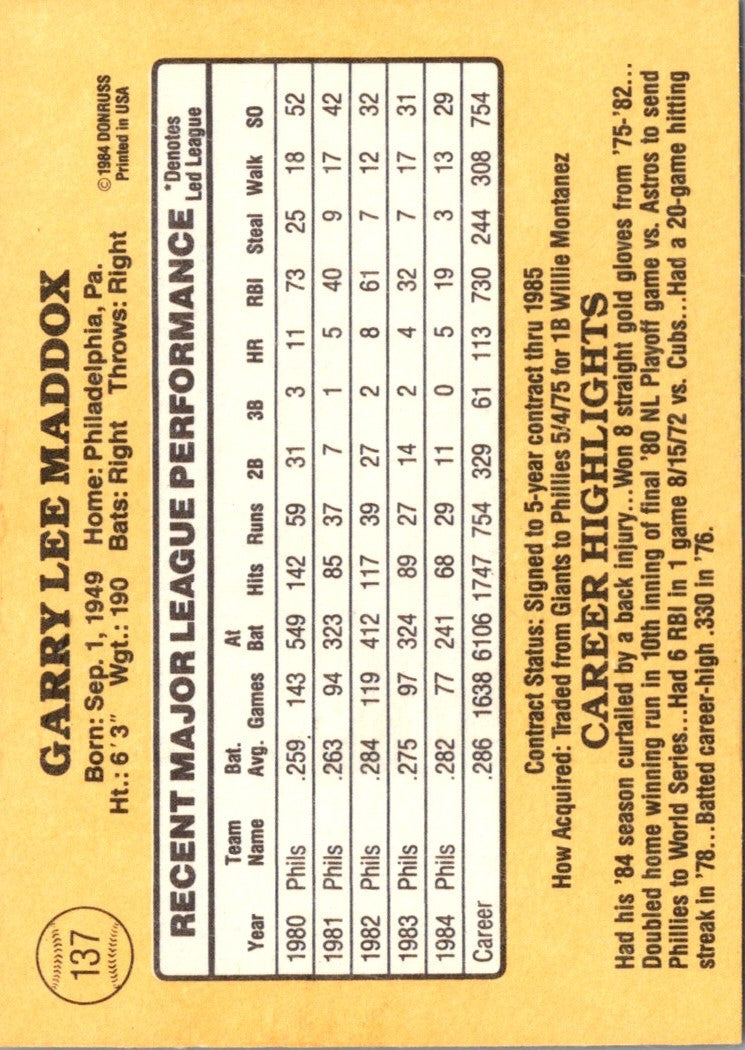 137
GARRY LEE MADDOX
Born: Sep. 1, 1949 Home: Philadelphia, Pa.
Ht.: 6'3" Wgt.: 190 Bats: Right Throws: Right
© 1984 DONRUSS
Printed in USA
RECENT MAJOR LEAGUE PERFORMANCE
*Denotes
Led League
Year Team Name Bat. Avg. Games At Bat Hits Runs 2B 3B HR RBI Steal Walk SO
1980 Phils .259 143 549 142 59 31 3 11 73 25 18 52
1981 Phils .263 94 323 85 37 7 1 5 40 9 17 42
1982 Phils .284 119 412 117 39 27 2 8 61 7 12 32
1983 Phils .275 97 324 89 27 14 2 4 32 7 17 31
1984 Phils .282 77 241 68 29 11 0 5 19 3 13 29
Career .286 1638 6106 1747 754 329 61 113 730 244 308 754
Contract Status: Signed to 5-year contract thru 1985
How Acquired: Traded from Giants to Phillies 5/4/75 for 1B Willie Montanez
CAREER HIGHLIGHTS
Had his '84 season curtailed by a back injury...Won 8 straight gold gloves from '75-'82...
Doubled home winning run in 10th inning of final '80 NL Playoff game vs. Astros to send
Phillies to World Series...Had 6 RBI in 1 game 8/15/72 vs. Cubs...Had a 20-game hitting
streak in '78...Batted career-high .330 in '76.